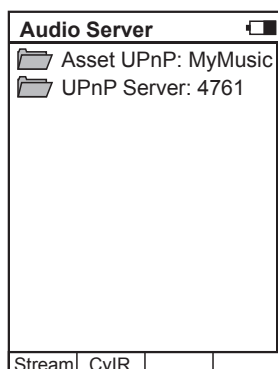 Audio Server
Asset UPnP: MyMusic
UPnP Server: 4761
Stream CyIR